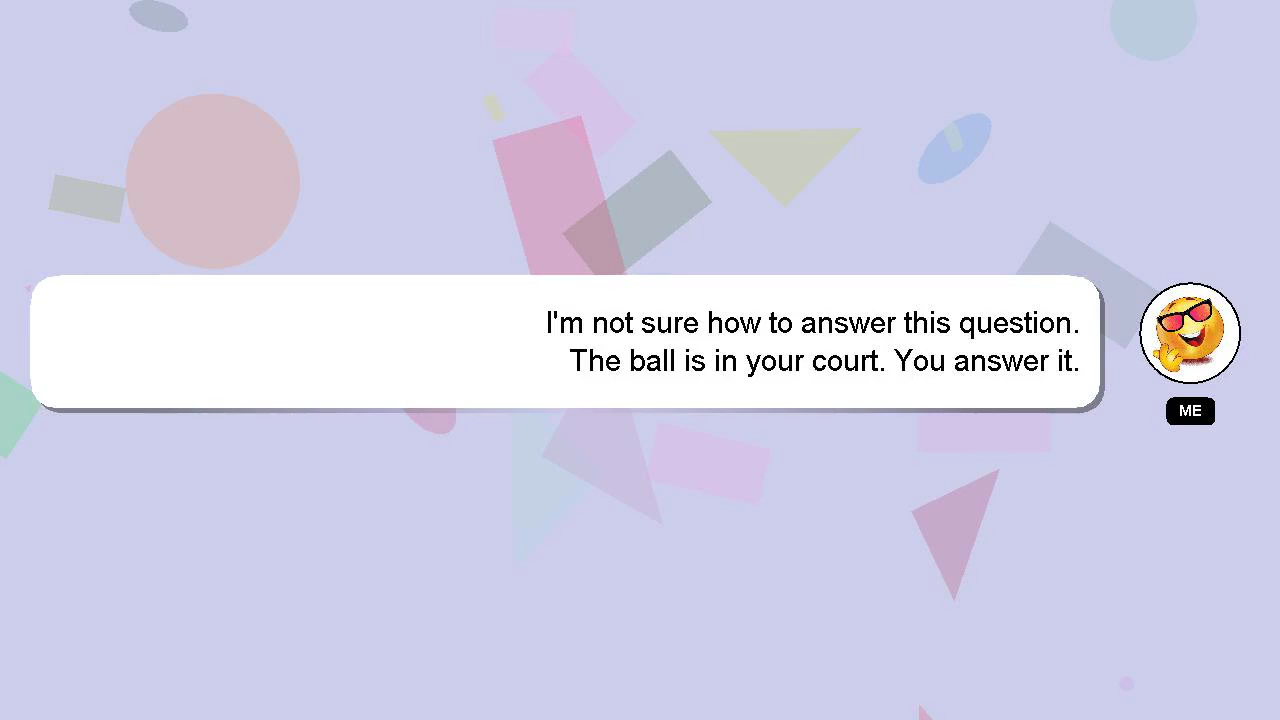 I'm not sure how to answer this question.
The ball is in your court. You answer it.
ME